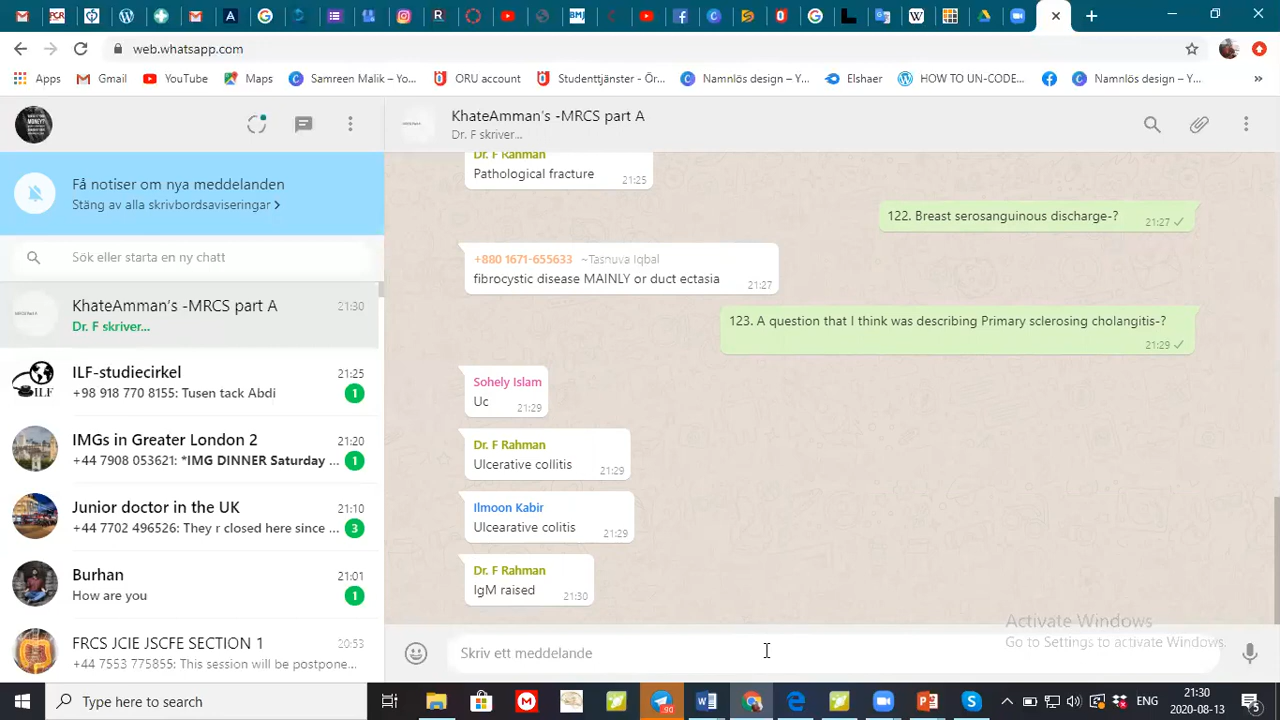 web.whatsapp.com
Apps
Gmail
YouTube
Maps
Samreen Malik – Yo...
ORU account
Studenttjänster - Ör...
Namnlös design – Y...
Elshaer
HOW TO UN-CODE...
Namnlös design – Y...
KhateAmman's -MRCS part A
Dr. F skriver...
Få notiser om nya meddelanden
Stäng av alla skrivbordsaviseringar
Sök eller starta en ny chatt
KhateAmman's -MRCS part A
21:30
Dr. F skriver...
ILF-studiecirkel
21:25
+98 918 770 8155: Tusen tack Abdi
1
IMGs in Greater London 2
21:20
+44 7908 053621: *IMG DINNER Saturday ...
1
Junior doctor in the UK
21:10
+44 7702 496526: They r closed here since ...
3
Burhan
21:01
How are you
1
FRCS JCIE JSCFE SECTION 1
20:53
+44 7553 775855: This session will be postpone...
Dr. F Rahman
Pathological fracture
21:25
122. Breast serosanguinous discharge-?
21:27
+880 1671-655633 ~Tasnuva Iqbal
fibrocystic disease MAINLY or duct ectasia
21:27
123. A question that I think was describing Primary sclerosing cholangitis-?
21:29
Sohely Islam
Uc
21:29
Dr. F Rahman
Ulcerative collitis
21:29
Ilmoon Kabir
Ulcearative colitis
21:29
Dr. F Rahman
IgM raised
21:30
Activate Windows
Go to Settings to activate Windows.
Skriv ett meddelande
Type here to search
ENG
21:30
2020-08-13